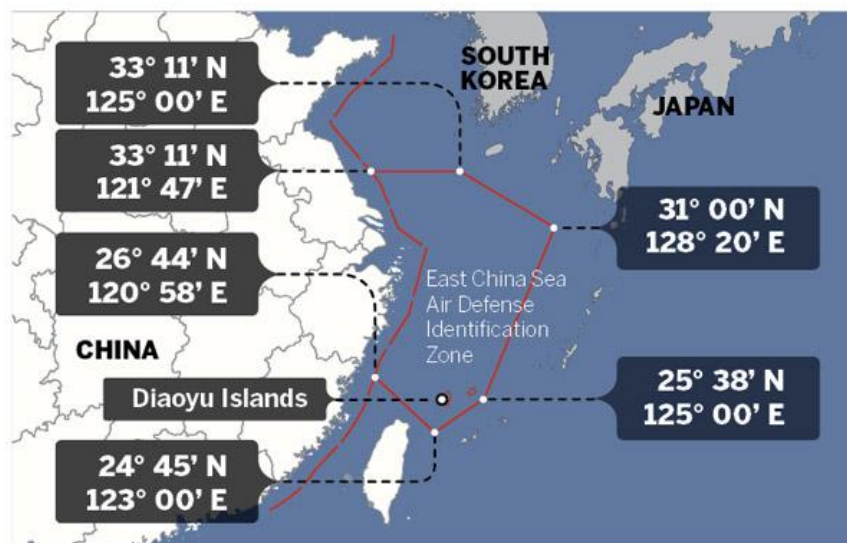 33° 11’ N
125° 00’ E
SOUTH
KOREA
JAPAN
33° 11’ N
121° 47’ E
31° 00’ N
128° 20’ E
26° 44’ N
120° 58’ E
East China Sea
Air Defense
Identification
Zone
CHINA
Diaoyu Islands
25° 38’ N
125° 00’ E
24° 45’ N
123° 00’ E